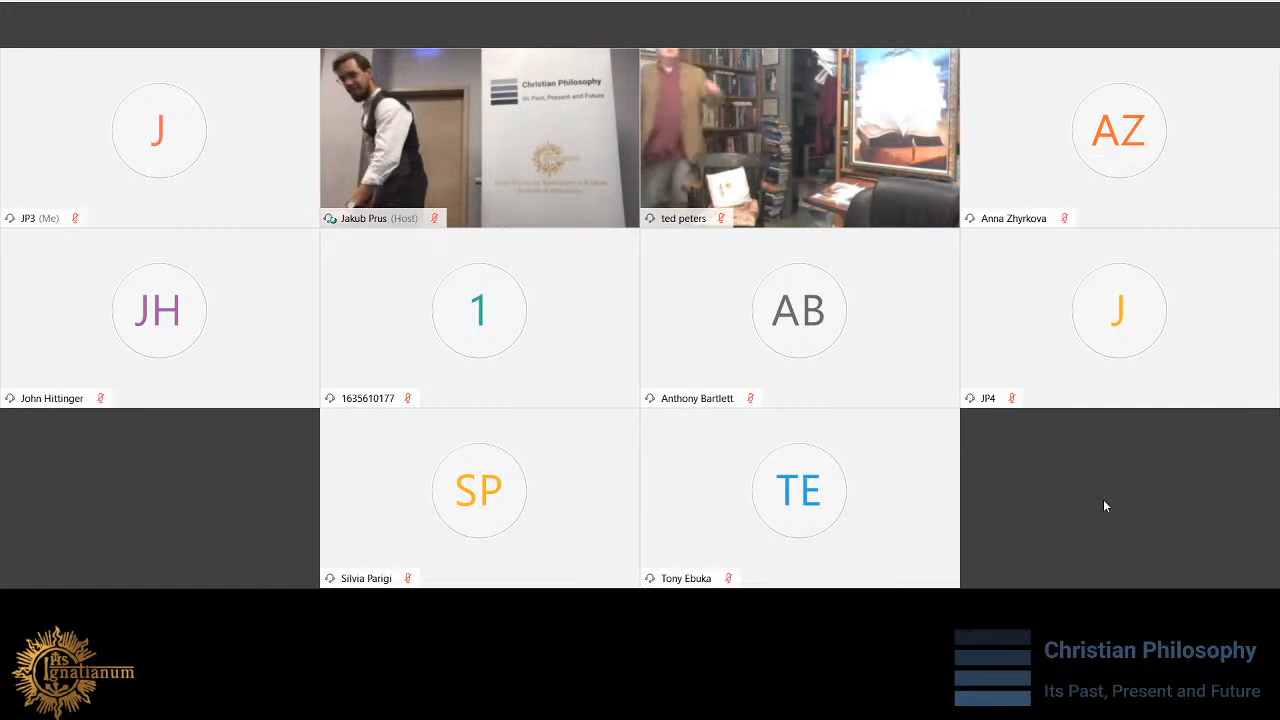 J
Christian Philosophy
Its Past, Present and Future
AZ
JP3 (Me)
Jakub Prus (Host)
ted peters
Anna Zhyrkova
JH
1
AB
J
John Hittinger
1635610177
Anthony Bartlett
JP4
SP
TE
Silvia Parigi
Tony Ebuka
IHS
Ignatianum
Christian Philosophy
Its Past, Present and Future